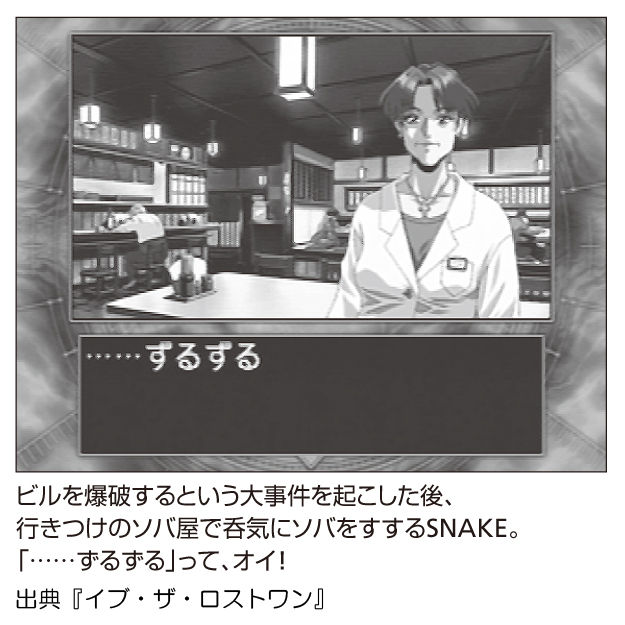 ……ずるずる
ビルを爆破するという大事件を起こした後、
行きつけのソバ屋で呑気にソバをすするSNAKE。
「……ずるずる」って、オイ!
出典『イブ・ザ・ロストワン』